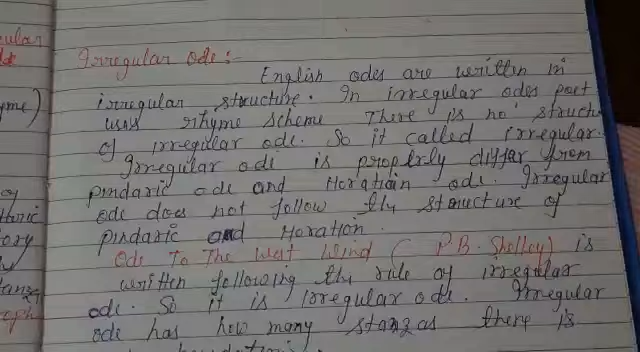 Irregular Ode :-
English odes are written in
irregular structure. In irregular odes poet
uses rhyme scheme There is no struct
of irregular ode. So it called irregular.
Irregular ode is properly differ from
pindaric ode and Horatian ode. Irregular
ode does not follow the structure of
pindaric and Horation.
Ode To The West Wind ( P.B. Shelley) is
written following the rule of irregular
ode. So it is irregular ode. Irregular
ode has how many stanzas there is